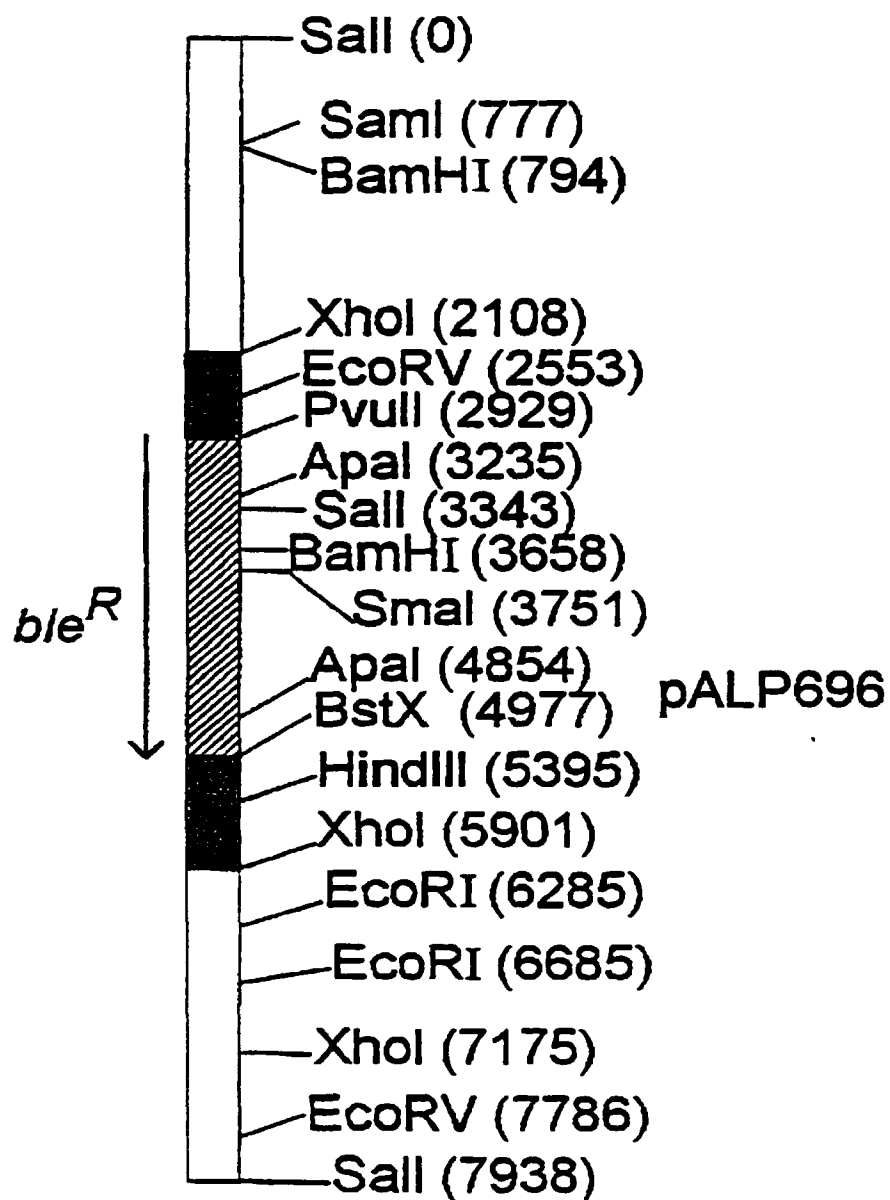 SalI (0)
SamI (777)
BamHI (794)
XhoI (2108)
EcoRV (2553)
PvuII (2929)
ApaI (3235)
SalI (3343)
BamHI (3658)
SmaI (3751)
ble^R
ApaI (4854)
pALP696
BstX (4977)
HindIII (5395)
XhoI (5901)
EcoRI (6285)
EcoRI (6685)
XhoI (7175)
EcoRV (7786)
SalI (7938)